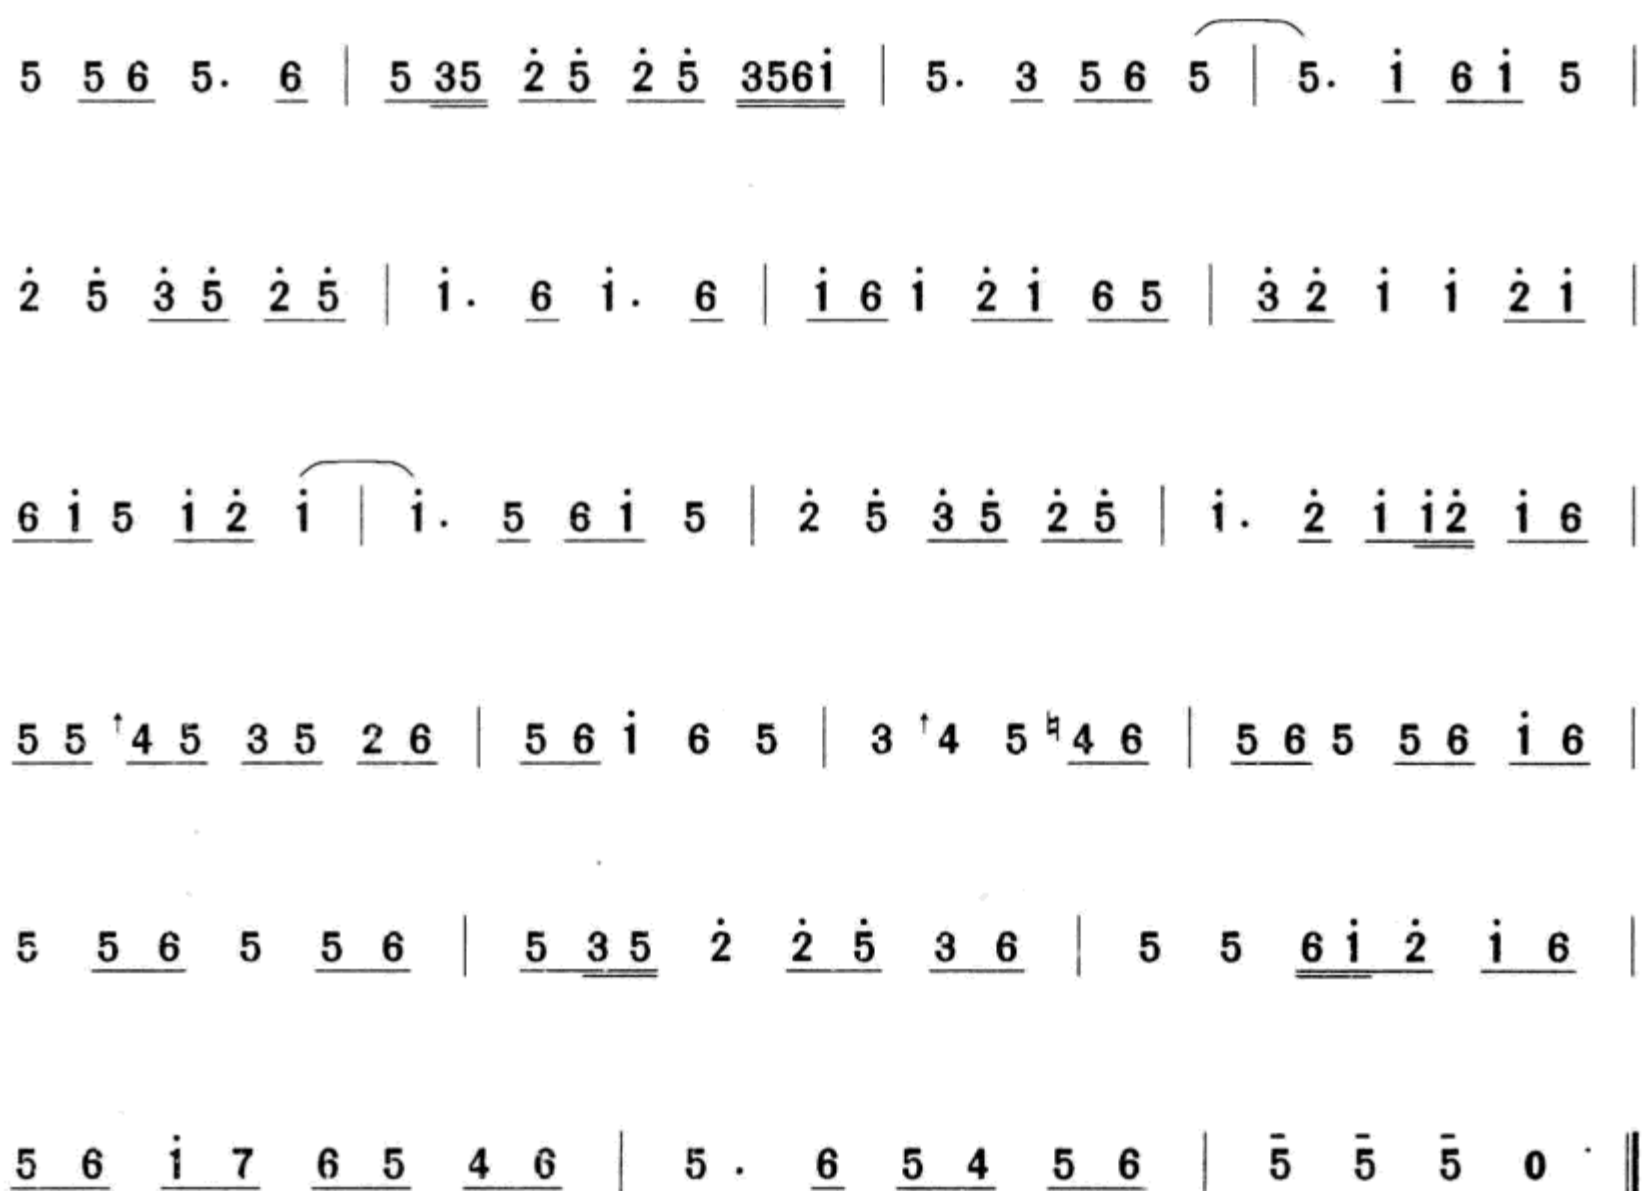 5 5 6 5. 6 | 5 35 2̇ 5̇ 2̇ 5̇ 3561̇ | 5. 3 5 6 5 | 5. 1̇ 6 1̇ 5 |
2̇ 5̇ 3̇ 5̇ 2̇ 5̇ | 1̇. 6 1̇. 6 | 1̇ 6 1̇ 2̇ 1̇ 6 5 | 3̇ 2̇ 1̇ 1̇ 2̇ 1̇ |
6 1̇ 5 1̇ 2̇ 1̇ | 1̇. 5 6 1̇ 5 | 2̇ 5̇ 3̇ 5̇ 2̇ 5̇ | 1̇. 2̇ 1̇ 1̇2̇ 1̇ 6 |
5 5 ↑4 5 3 5 2 6 | 5 6 1̇ 6 5 | 3 ↑4 5 ♮4 6 | 5 6 5 5 6 1̇ 6 |
5 5 6 5 5 6 | 5 3 5 2̇ 2̇ 5̇ 3 6 | 5 5 6 1̇ 2̇ 1̇ 6 |
5 6 1̇ 7 6 5 4 6 | 5. 6 5 4 5 6 | 5̄ 5̄ 5̄ 0 ‖